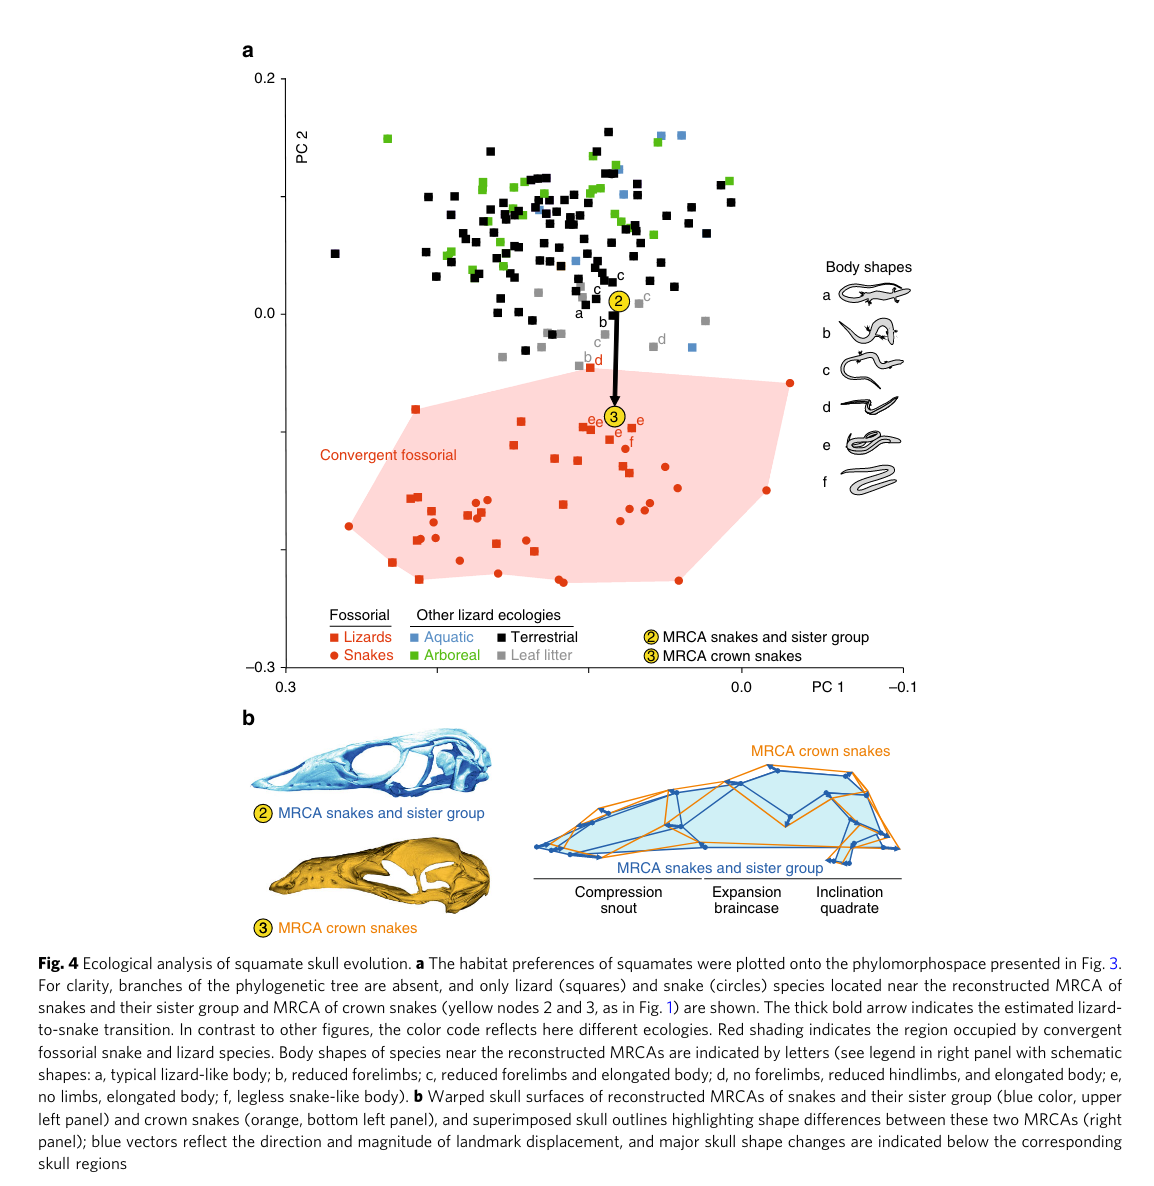 a
0.2
PC 2
Body shapes
a
b
c
d
e
f
c
c
c
2
a
b
0.0
c
d
b
d
3
e
e
e
e
f
Convergent fossorial
Fossorial
Other lizard ecologies
Lizards
Aquatic
Terrestrial
2 MRCA snakes and sister group
Snakes
Arboreal
Leaf litter
3 MRCA crown snakes
–0.3
0.3
0.0
PC 1
–0.1
b
MRCA crown snakes
2 MRCA snakes and sister group
MRCA snakes and sister group
Compression
snout
Expansion
braincase
Inclination
quadrate
3 MRCA crown snakes
Fig. 4 Ecological analysis of squamate skull evolution. a The habitat preferences of squamates were plotted onto the phylomorphospace presented in Fig. 3.
For clarity, branches of the phylogenetic tree are absent, and only lizard (squares) and snake (circles) species located near the reconstructed MRCA of
snakes and their sister group and MRCA of crown snakes (yellow nodes 2 and 3, as in Fig. 1) are shown. The thick bold arrow indicates the estimated lizard-
to-snake transition. In contrast to other figures, the color code reflects here different ecologies. Red shading indicates the region occupied by convergent
fossorial snake and lizard species. Body shapes of species near the reconstructed MRCAs are indicated by letters (see legend in right panel with schematic
shapes: a, typical lizard-like body; b, reduced forelimbs; c, reduced forelimbs and elongated body; d, no forelimbs, reduced hindlimbs, and elongated body; e,
no limbs, elongated body; f, legless snake-like body). b Warped skull surfaces of reconstructed MRCAs of snakes and their sister group (blue color, upper
left panel) and crown snakes (orange, bottom left panel), and superimposed skull outlines highlighting shape differences between these two MRCAs (right
panel); blue vectors reflect the direction and magnitude of landmark displacement, and major skull shape changes are indicated below the corresponding
skull regions